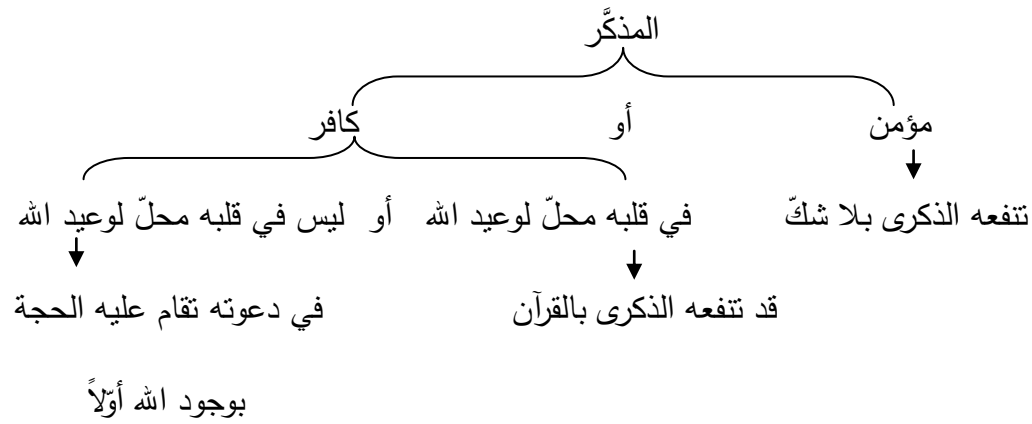 المذكَّر
مؤمن أو كافر
تنفعه الذكرى بلا شكّ في قلبه محلّ لوعيد الله أو ليس في قلبه محلّ لوعيد الله
قد تنفعه الذكرى بالقرآن في دعوته تقام عليه الحجة
بوجود الله أوّلاً